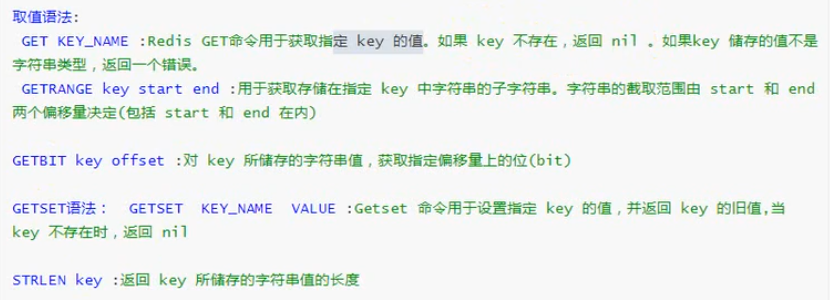 取值语法:
GET KEY_NAME :Redis GET命令用于获取指定 key 的值。如果 key 不存在，返回 nil 。如果key 储存的值不是
字符串类型，返回一个错误。
GETRANGE key start end :用于获取存储在指定 key 中字符串的子字符串。字符串的截取范围由 start 和 end
两个偏移量决定(包括 start 和 end 在内)
GETBIT key offset :对 key 所储存的字符串值，获取指定偏移量上的位(bit)
GETSET语法： GETSET KEY_NAME VALUE :Getset 命令用于设置指定 key 的值，并返回 key 的旧值,当
key 不存在时，返回 nil
STRLEN key :返回 key 所储存的字符串值的长度